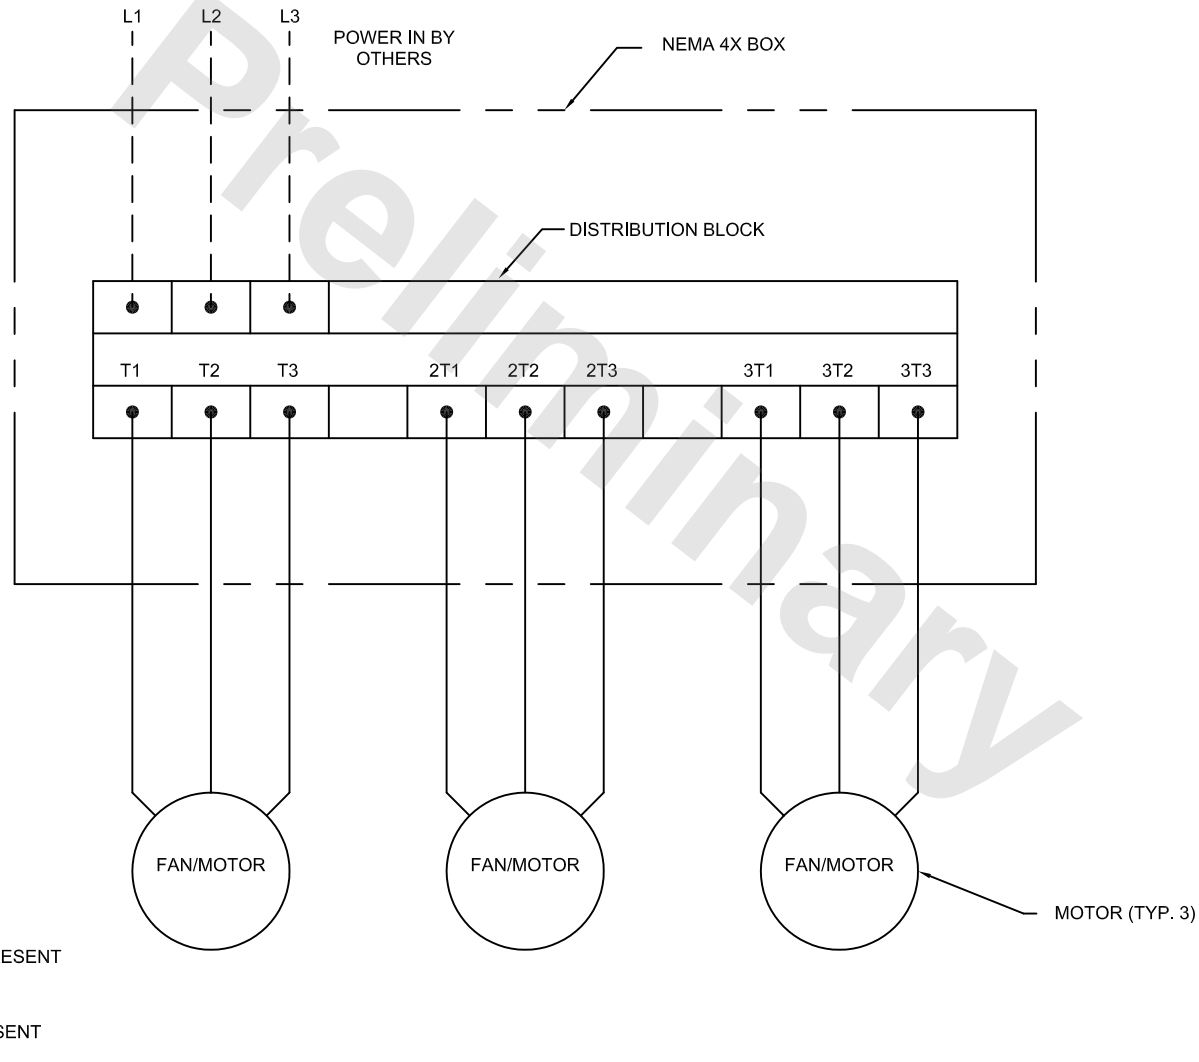 L1 L2 L3
POWER IN BY
OTHERS
NEMA 4X BOX
DISTRIBUTION BLOCK
T1 T2 T3 2T1 2T2 2T3 3T1 3T2 3T3
FAN/MOTOR FAN/MOTOR FAN/MOTOR
MOTOR (TYP. 3)
ESENT
SENT
Preliminary